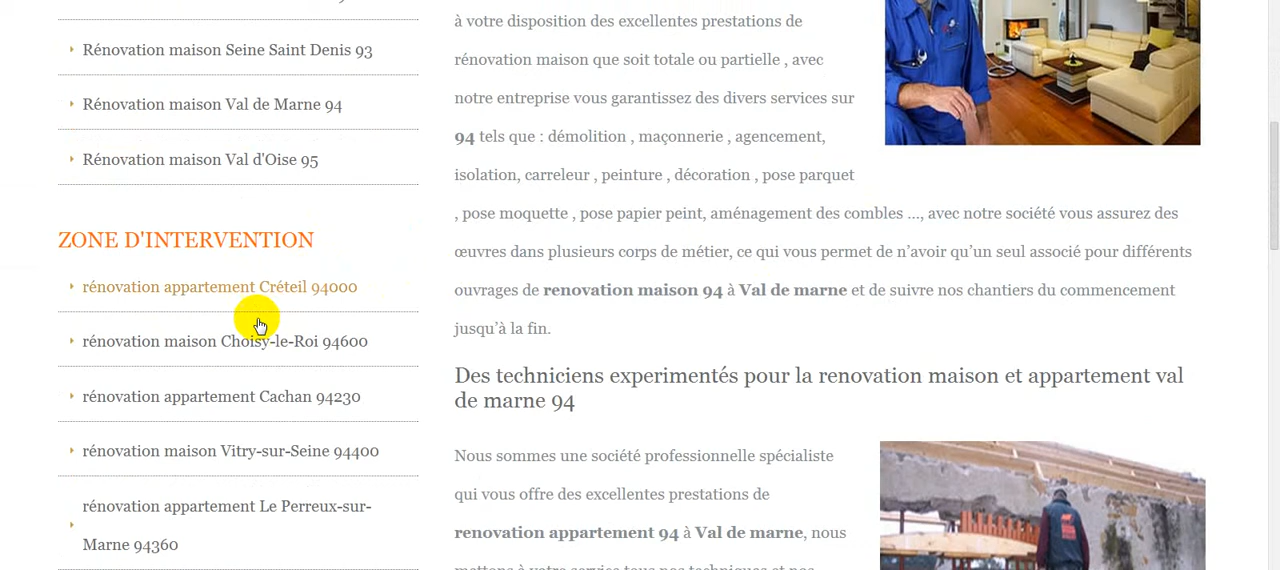 Rénovation maison Seine Saint Denis 93
Rénovation maison Val de Marne 94
Rénovation maison Val d'Oise 95
ZONE D'INTERVENTION
rénovation appartement Créteil 94000
rénovation maison Choisy-le-Roi 94600
rénovation appartement Cachan 94230
rénovation maison Vitry-sur-Seine 94400
rénovation appartement Le Perreux-sur-
Marne 94360
à votre disposition des excellentes prestations de
rénovation maison que soit totale ou partielle , avec
notre entreprise vous garantissez des divers services sur
94 tels que : démolition , maçonnerie , agencement,
isolation, carreleur , peinture , décoration , pose parquet
, pose moquette , pose papier peint, aménagement des combles ..., avec notre société vous assurez des
œuvres dans plusieurs corps de métier, ce qui vous permet de n’avoir qu’un seul associé pour différents
ouvrages de renovation maison 94 à Val de marne et de suivre nos chantiers du commencement
jusqu’à la fin.
Des techniciens experimentés pour la renovation maison et appartement val
de marne 94
Nous sommes une société professionnelle spécialiste
qui vous offre des excellentes prestations de
renovation appartement 94 à Val de marne, nous
mettons à votre service tous nos techniques et nos